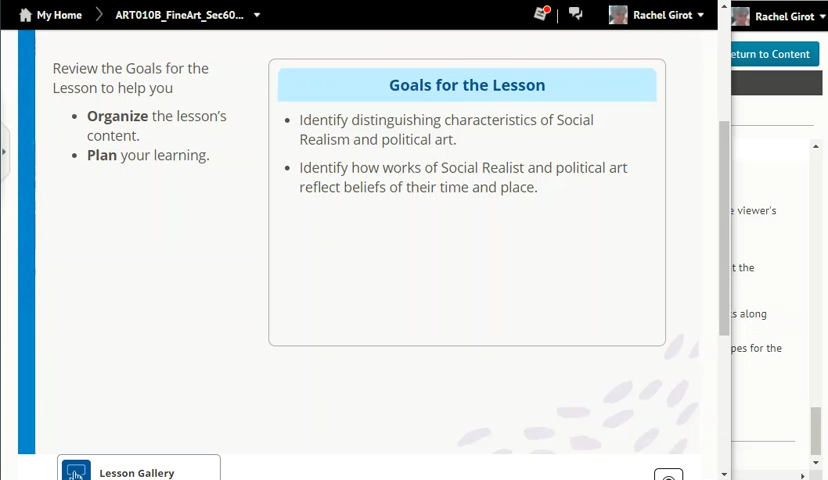 My Home
ART010B_FineArt_Sec60...
Rachel Girot
Rachel Girot
Return to Content
Review the Goals for the
Lesson to help you
• Organize the lesson's
content.
• Plan your learning.
Goals for the Lesson
• Identify distinguishing characteristics of Social
Realism and political art.
• Identify how works of Social Realist and political art
reflect beliefs of their time and place.
viewer's
the
along
for the
Lesson Gallery